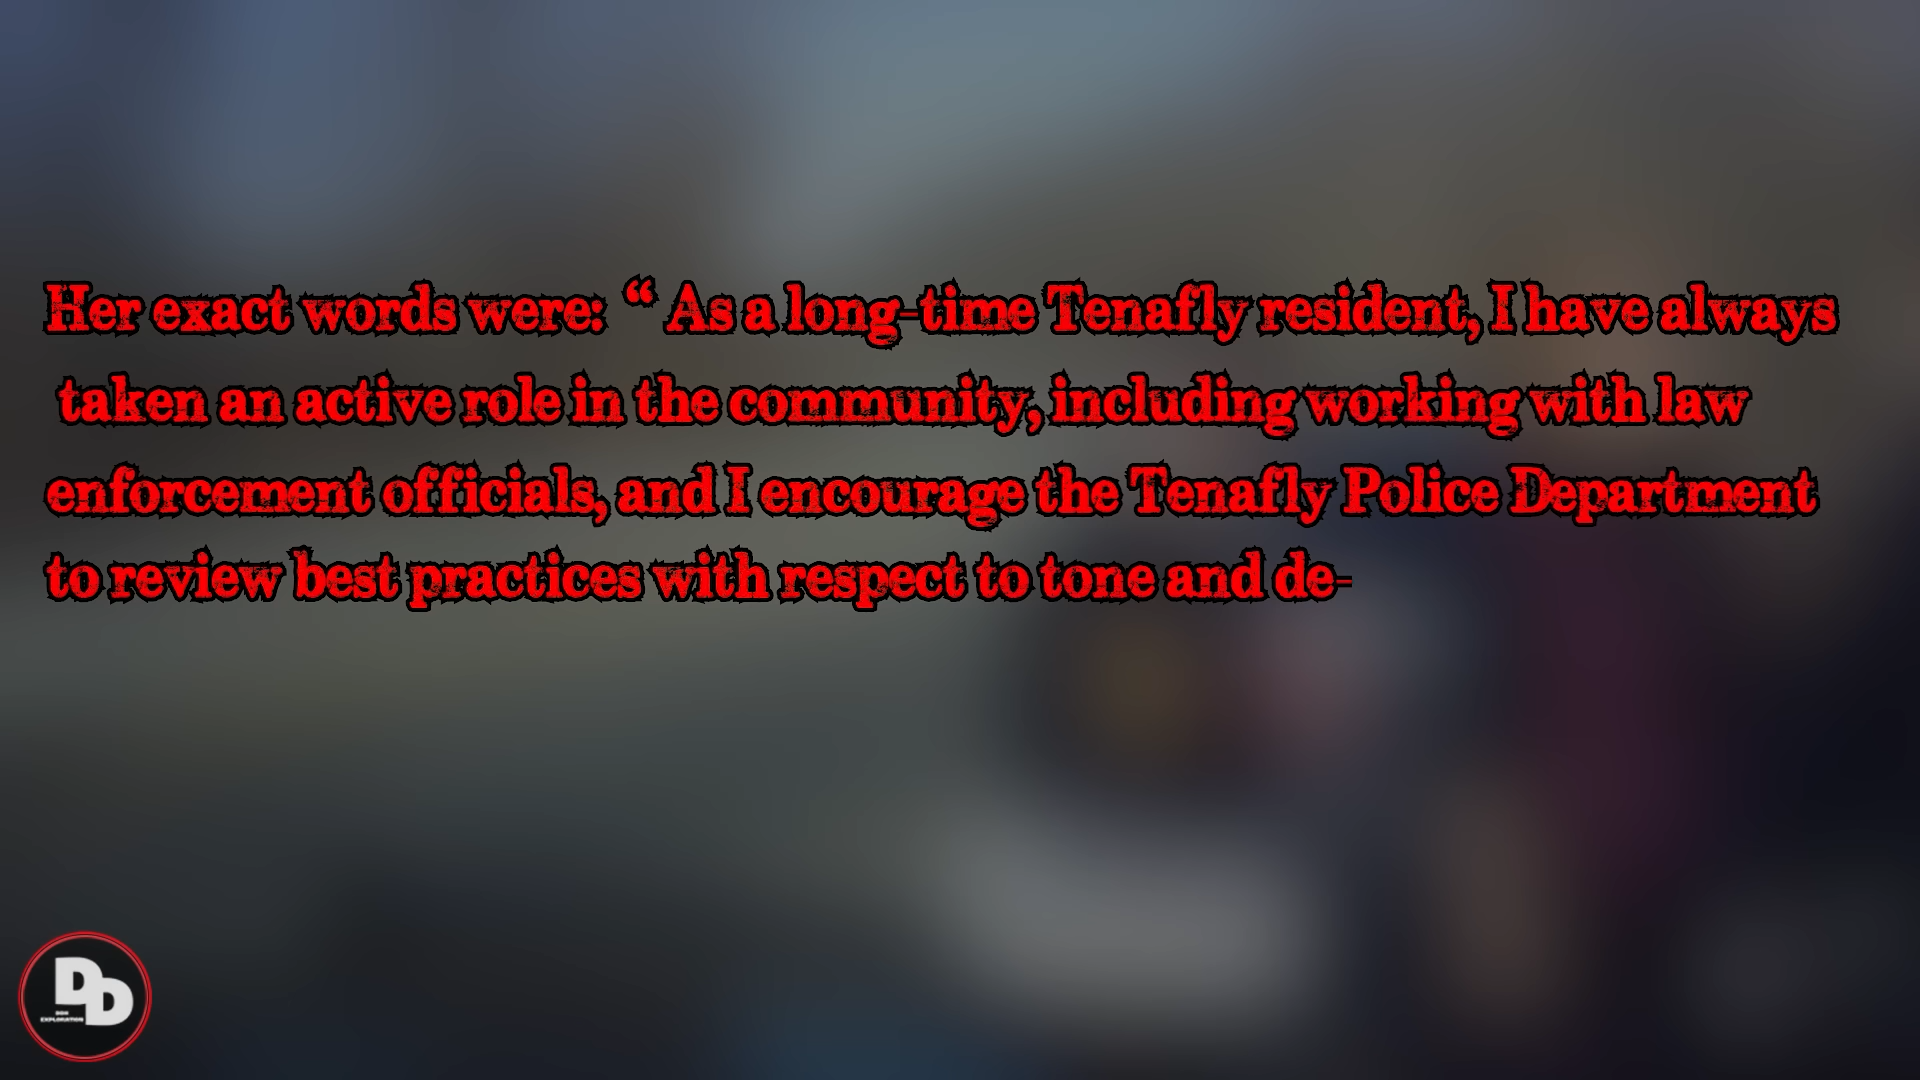 Her exact words were: “ As a long-time Tenafly resident, I have always
taken an active role in the community, including working with law
enforcement officials, and I encourage the Tenafly Police Department
to review best practices with respect to tone and de-
DD
EXPLORATION